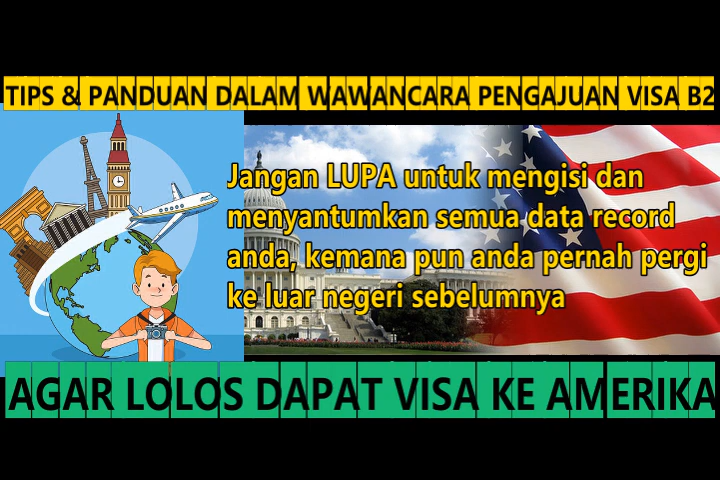 TIPS & PANDUAN DALAM WAWANCARA PENGAJUAN VISA B2
Jangan LUPA untuk mengisi dan
menyantumkan semua data record
anda, kemana pun anda pernah pergi
ke luar negeri sebelumnya
AGAR LOLOS DAPAT VISA KE AMERIKA